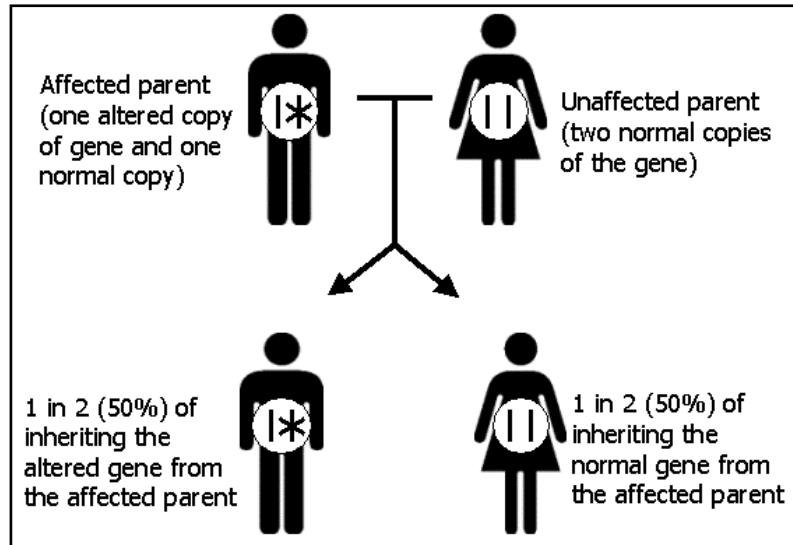 Affected parent
(one altered copy
of gene and one
normal copy)
Unaffected parent
(two normal copies
of the gene)
1 in 2 (50%) of
inheriting the
altered gene from
the affected parent
1 in 2 (50%) of
inheriting the
normal gene from
the affected parent